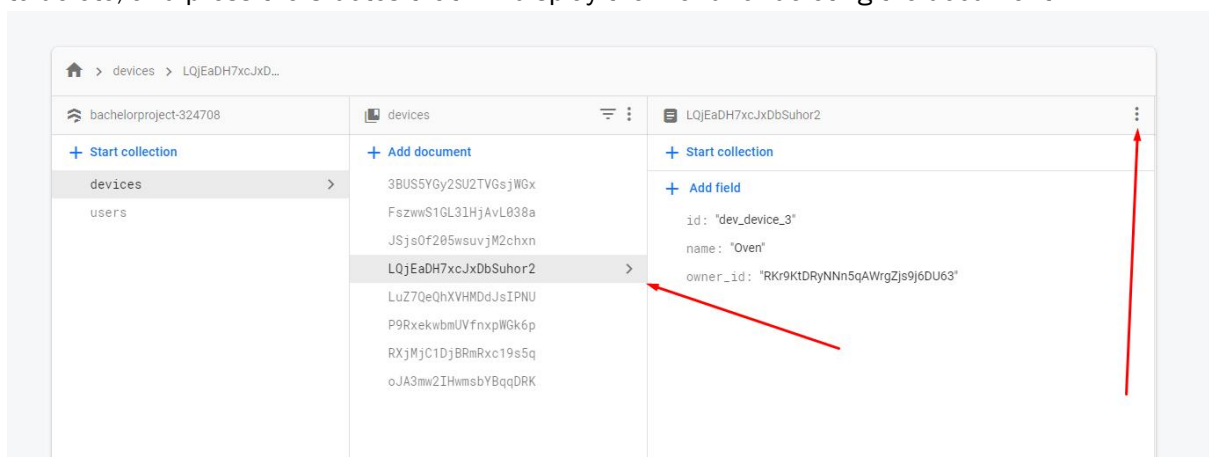 devices > LQjEaDH7xcJxD...
bachelorproject-324708
+ Start collection
devices >
users
devices
+ Add document
3BUS5YGy2SU2TVGsjWGx
FszwwS1GL3lHjAvL038a
JSjsOf205wsuvjM2chxn
LQjEaDH7xcJxDbSuhor2 >
LuZ7QeQhXVHMDdJsIPNU
P9RxekwbmUVfnxpWGk6p
RXjMjC1DjBRmRxc19s5q
oJA3mw2IHwmsbYBqqDRK
LQjEaDH7xcJxDbSuhor2
+ Start collection
+ Add field
id: "dev_device_3"
name: "Oven"
owner_id: "RKr9KtDRyNNn5qAWrgZjs9j6DU63"